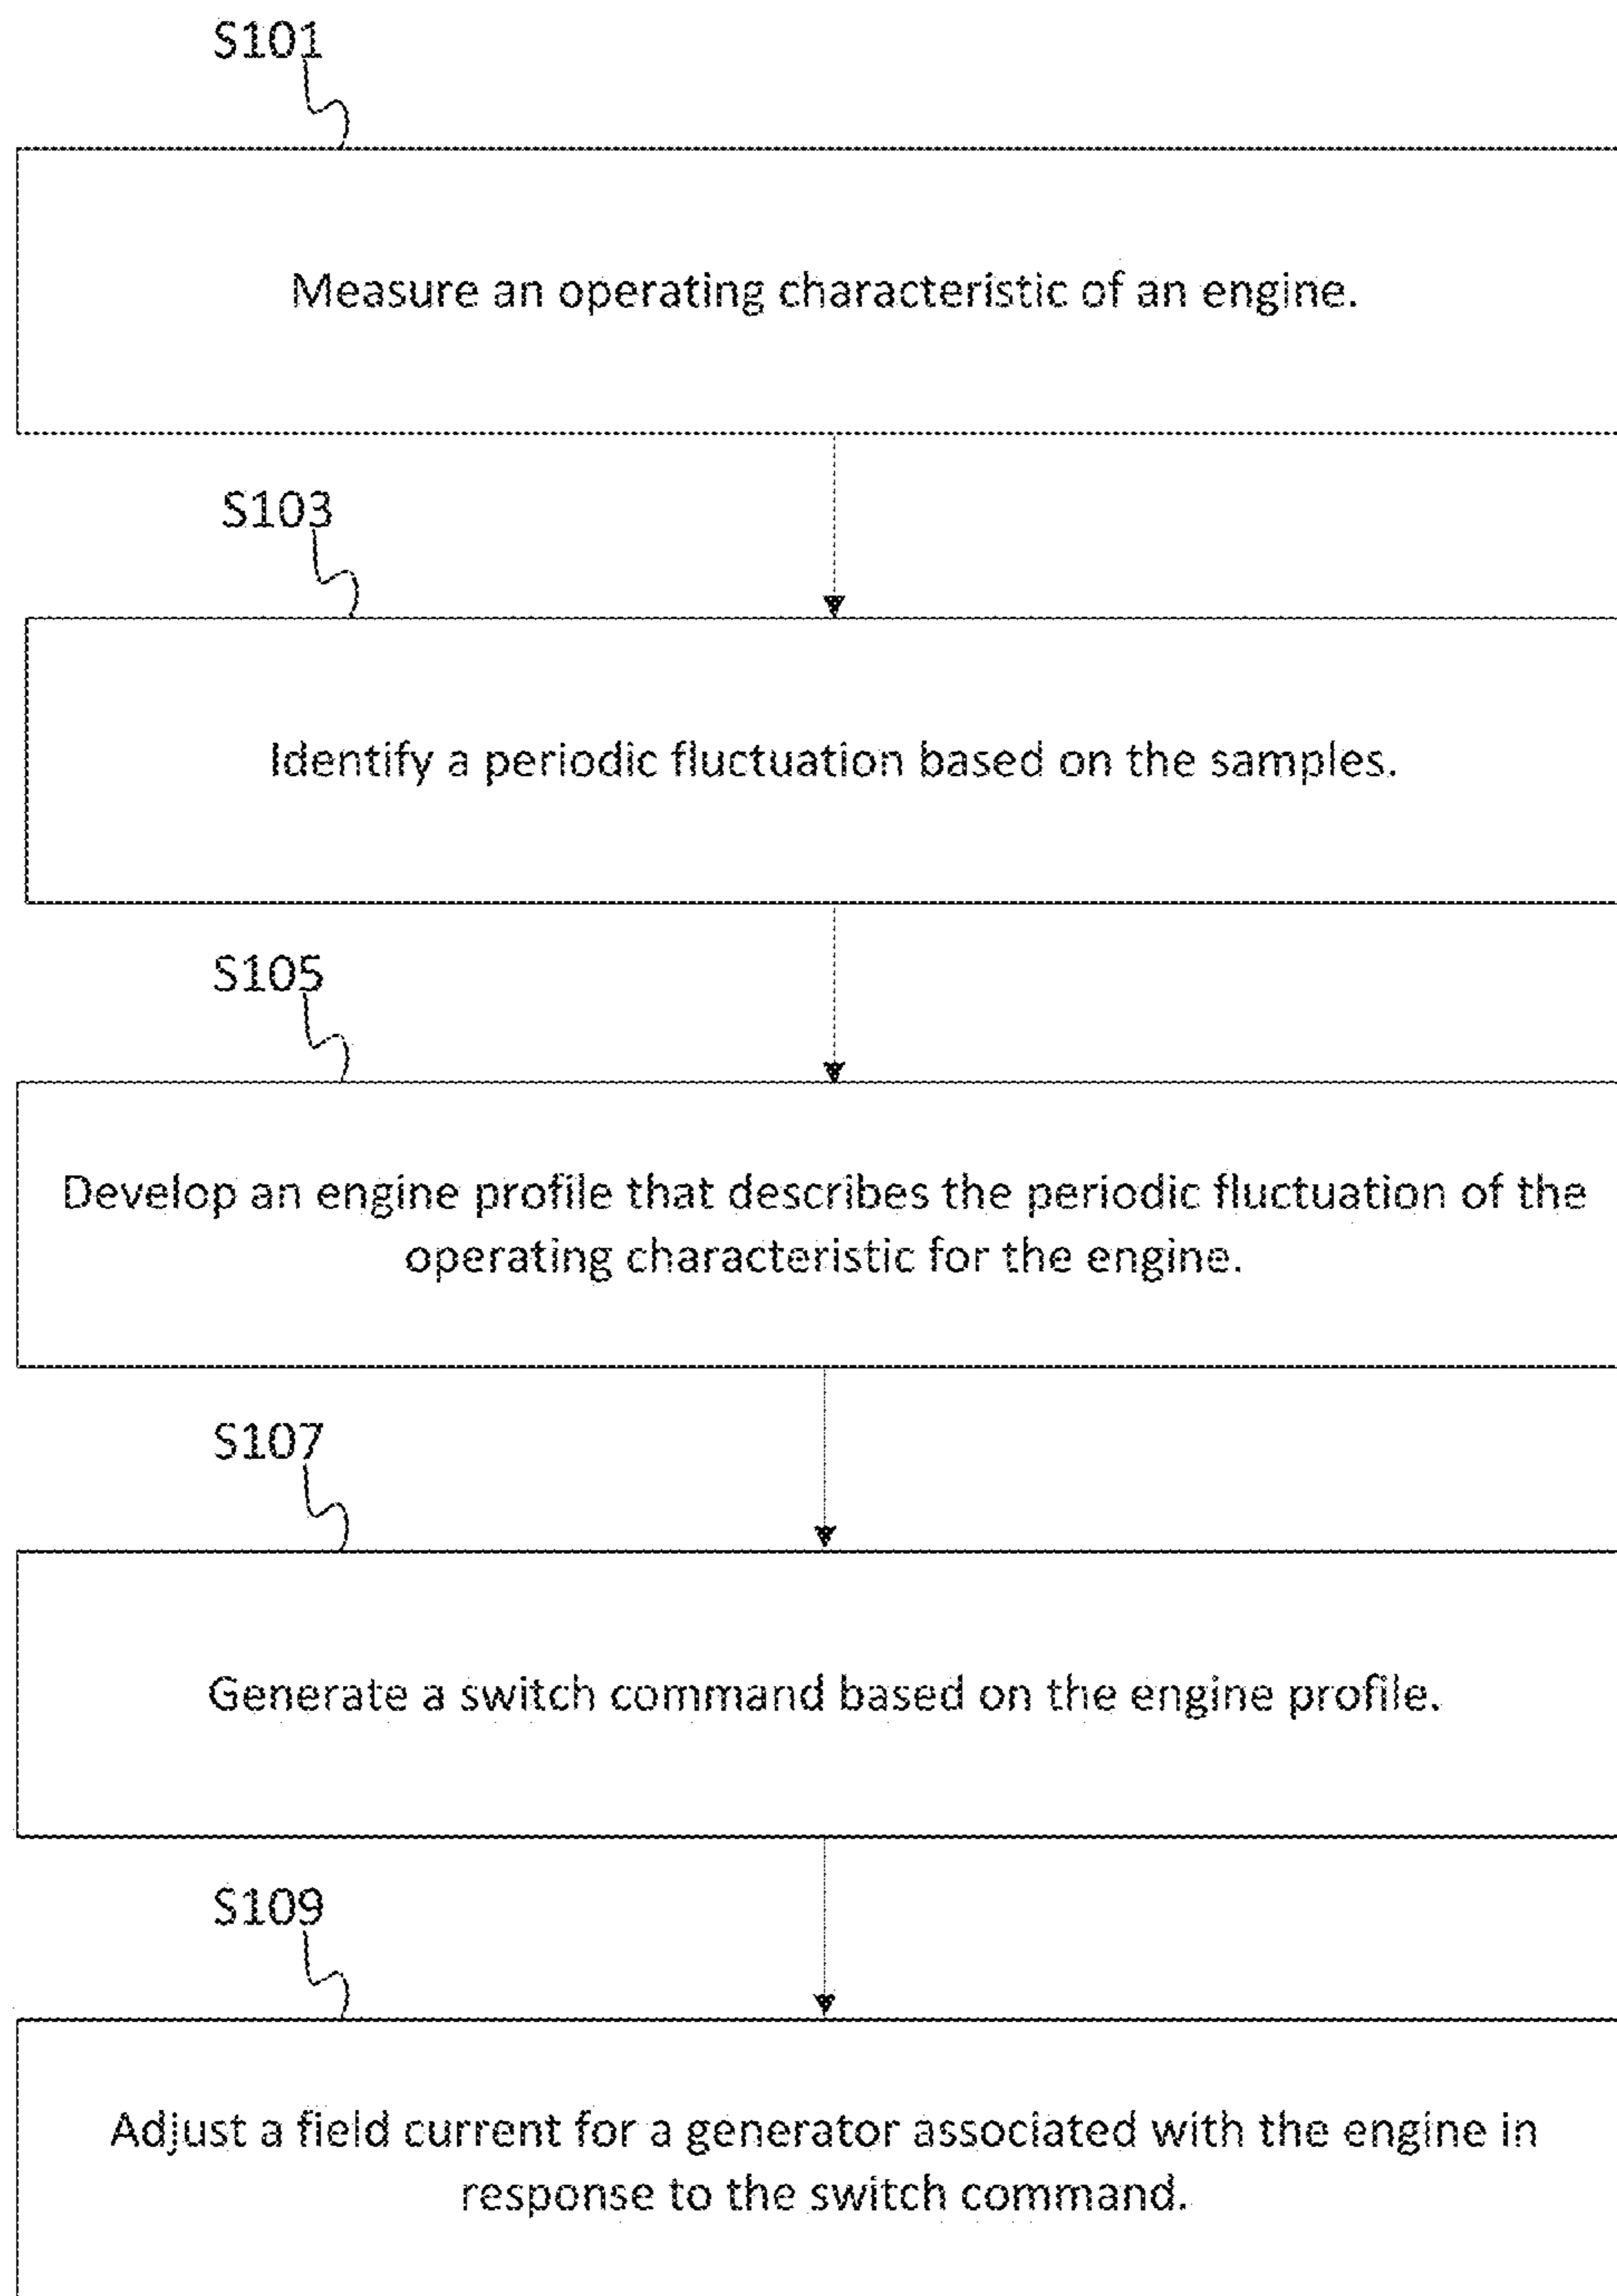 S101
Measure an operating characteristic of an engine.
S103
Identify a periodic fluctuation based on the samples.
S105
Develop an engine profile that describes the periodic fluctuation of the
operating characteristic for the engine.
S107
Generate a switch command based on the engine profile.
S109
Adjust a field current for a generator associated with the engine in
response to the switch command.